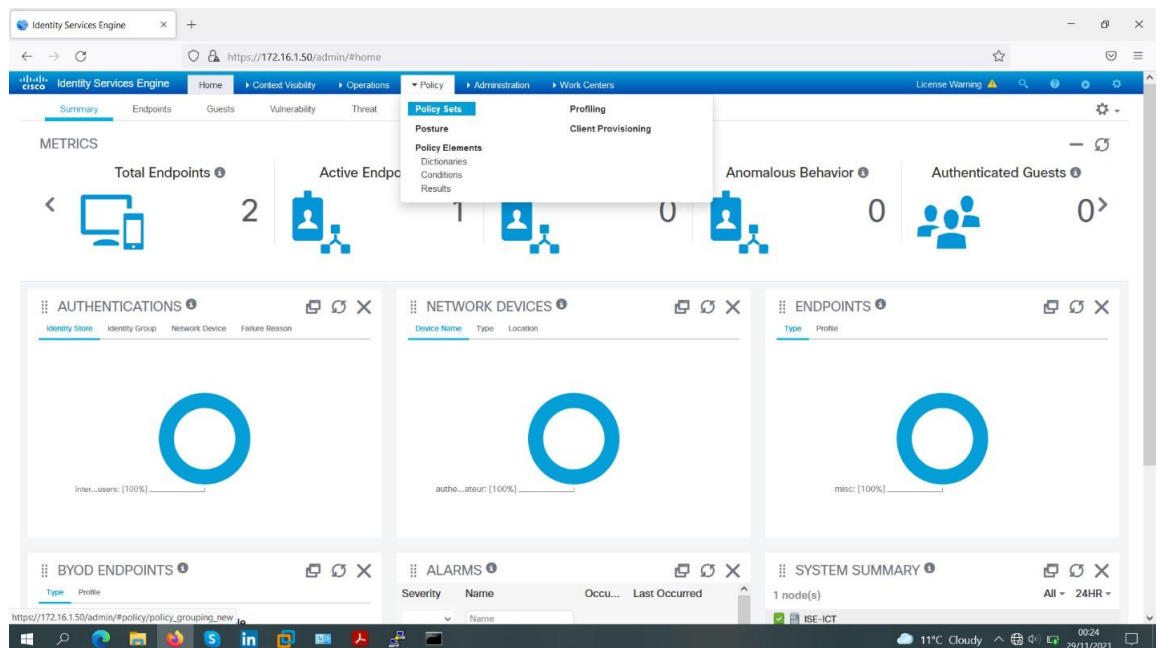 Identity Services Engine
https://172.16.1.50/admin/#home
CISCO Identity Services Engine Home Context Visibility Operations Policy Administration Work Centers License Warning
Summary Endpoints Guests Vulnerability Threat
Policy Sets Profiling
Posture Client Provisioning
Policy Elements
Dictionaries
Conditions
Results
METRICS
Total Endpoints Active Endpo Anomalous Behavior Authenticated Guests
2 1 0 0 0
AUTHENTICATIONS
Identity Store Identity Group Network Device Failure Reason
inter...users: [100%]
NETWORK DEVICES
Device Name Type Location
authe...ateur: [100%]
ENDPOINTS
Type Profile
misc: [100%]
BYOD ENDPOINTS
Type Profile
ALARMS
Severity Name Occu... Last Occurred
Name
SYSTEM SUMMARY
1 node(s) All 24HR
ISE-ICT
https://172.16.1.50/admin/#policy/policy_grouping_new
11°C Cloudy 00:24
29/11/2021